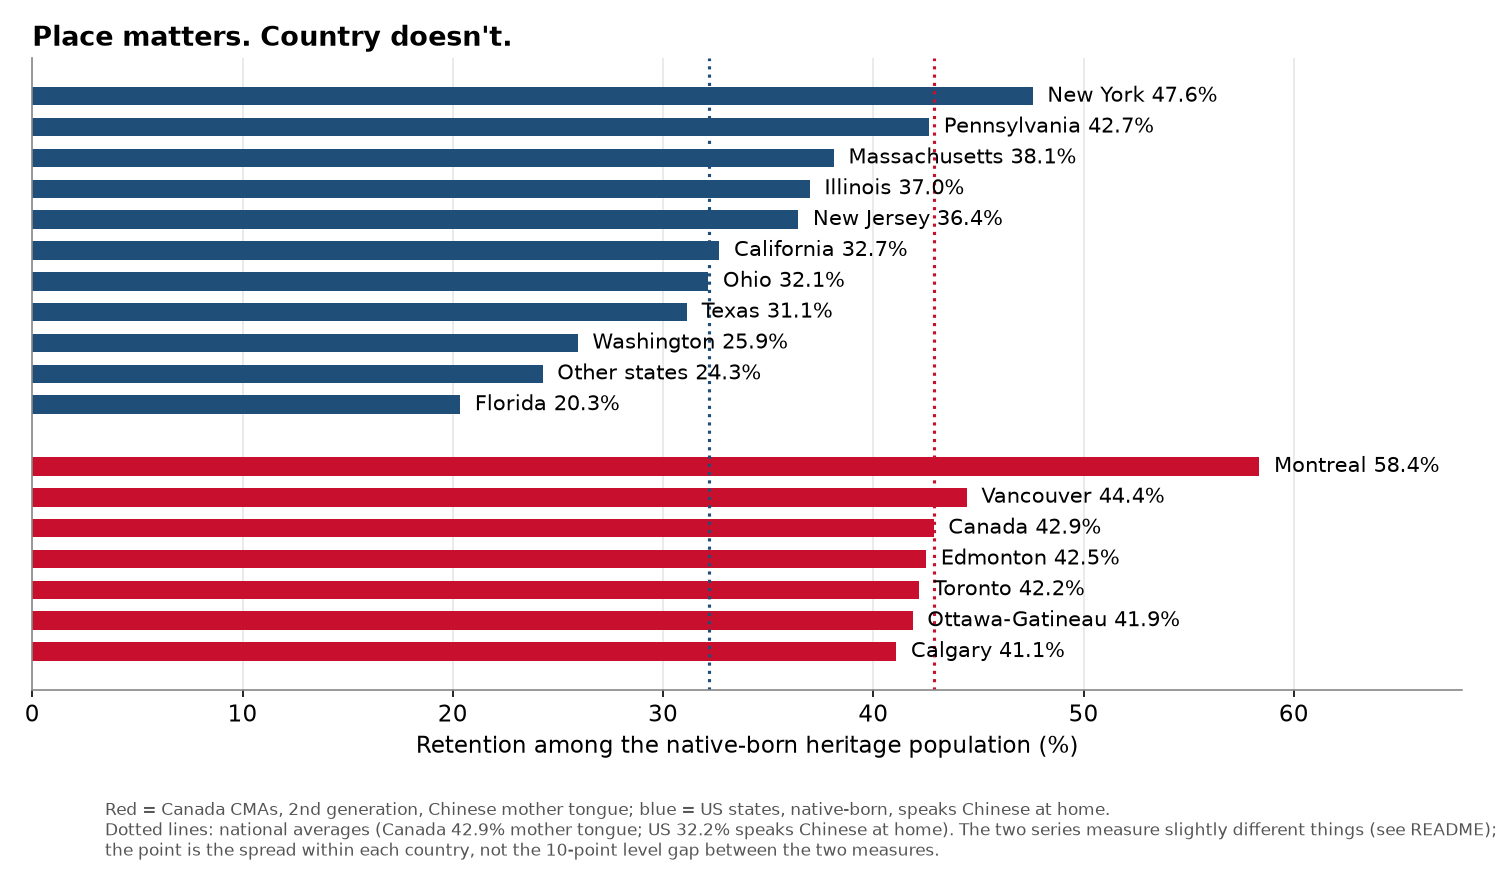 Place matters. Country doesn't.
New York 47.6%
Pennsylvania 42.7%
Massachusetts 38.1%
Illinois 37.0%
New Jersey 36.4%
California 32.7%
Ohio 32.1%
Texas 31.1%
Washington 25.9%
Other states 24.3%
Florida 20.3%
Montreal 58.4%
Vancouver 44.4%
Canada 42.9%
Edmonton 42.5%
Toronto 42.2%
Ottawa-Gatineau 41.9%
Calgary 41.1%
0 10 20 30 40 50 60
Retention among the native-born heritage population (%)
Red = Canada CMAs, 2nd generation, Chinese mother tongue; blue = US states, native-born, speaks Chinese at home.
Dotted lines: national averages (Canada 42.9% mother tongue; US 32.2% speaks Chinese at home). The two series measure slightly different things (see README);
the point is the spread within each country, not the 10-point level gap between the two measures.